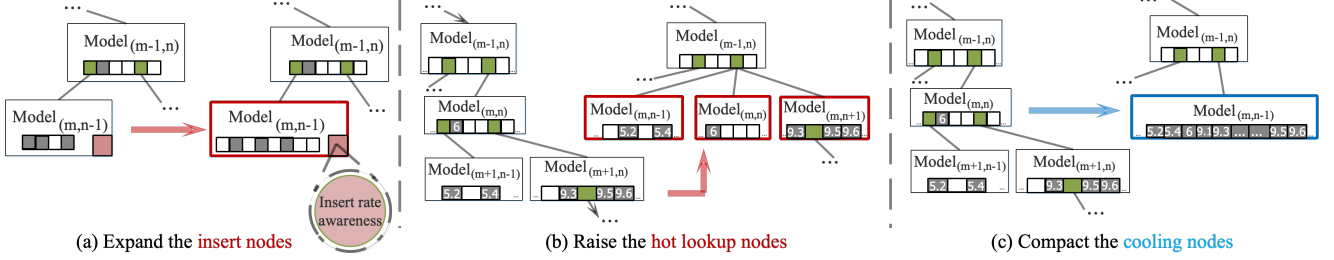 ...
Model(m-1,n)
...
Model(m,n-1)
...
Model(m-1,n)
...
Model(m,n-1)
Insert rate
awareness
(a) Expand the insert nodes
...
Model(m-1,n)
...
Model(m,n)
6
Model(m+1,n-1)
5.2 5.4
Model(m+1,n)
9.3 9.5 9.6
...
...
Model(m-1,n)
...
...
Model(m,n-1)
5.2 5.4
Model(m,n)
6
Model(m,n+1)
9.3 9.5 9.6
...
(b) Raise the hot lookup nodes
...
Model(m-1,n)
...
Model(m,n)
6
Model(m+1,n-1)
5.2 5.4
Model(m+1,n)
9.3 9.5 9.6
...
...
Model(m-1,n)
...
Model(m,n-1)
5.2 5.4 6 9.1 9.3 ... ... 9.5 9.6
(c) Compact the cooling nodes